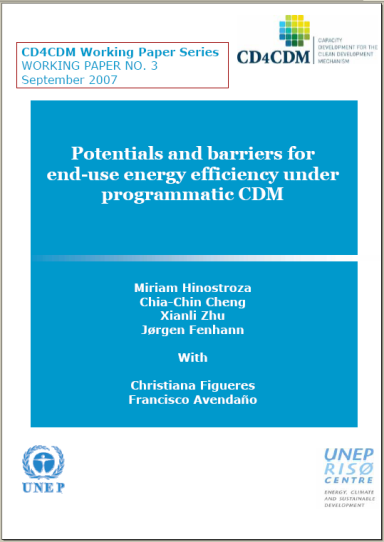 CD4CDM Working Paper Series
WORKING PAPER NO. 3
September 2007
CD4CDM
CAPACITY
DEVELOPMENT FOR THE
CLEAN DEVELOPMENT
MECHANISM
Potentials and barriers for
end-use energy efficiency under
programmatic CDM
Miriam Hinostroza
Chia-Chin Cheng
Xianli Zhu
Jørgen Fenhann
With
Christiana Figueres
Francisco Avendaño
UNEP
UNEP
RISØ
CENTRE
ENERGY, CLIMATE
AND SUSTAINABLE
DEVELOPMENT